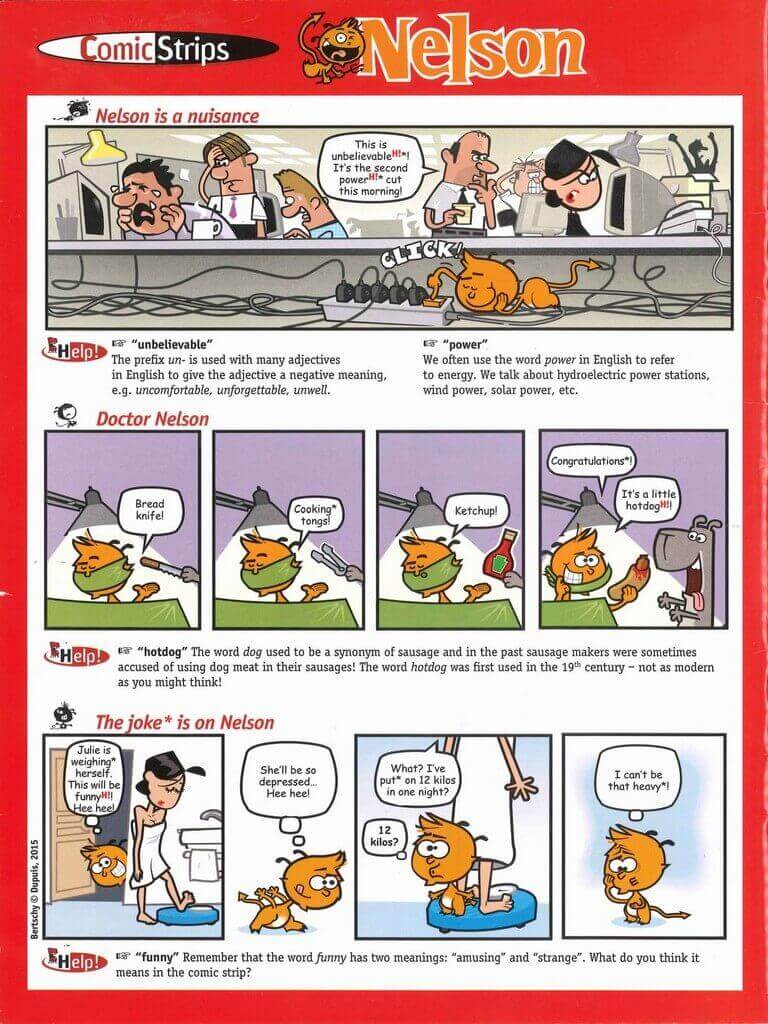 Comic Strips
Nelson
Nelson is a nuisance
This is
unbelievableH!*!
It's the second
powerH!* cut
this morning!
CLICK!
Help!
☞ "unbelievable"
The prefix un- is used with many adjectives
in English to give the adjective a negative meaning,
e.g. uncomfortable, unforgettable, unwell.
☞ "power"
We often use the word power in English to refer
to energy. We talk about hydroelectric power stations,
wind power, solar power, etc.
Doctor Nelson
Bread
knife!
Cooking*
tongs!
Ketchup!
Congratulations*!
It's a little
hotdogH!!
Help!
☞ "hotdog" The word dog used to be a synonym of sausage and in the past sausage makers were sometimes
accused of using dog meat in their sausages! The word hotdog was first used in the 19th century – not as modern
as you might think!
The joke* is on Nelson
Julie is
weighing*
herself.
This will be
funnyH!!
Hee hee!
She'll be so
depressed...
Hee hee!
What? I've
put* on 12 kilos
in one night?
12
kilos?
I can't be
that heavy*!
Bertschy © Dupuis, 2015
Help!
☞ "funny" Remember that the word funny has two meanings: "amusing" and "strange". What do you think it
means in the comic strip?